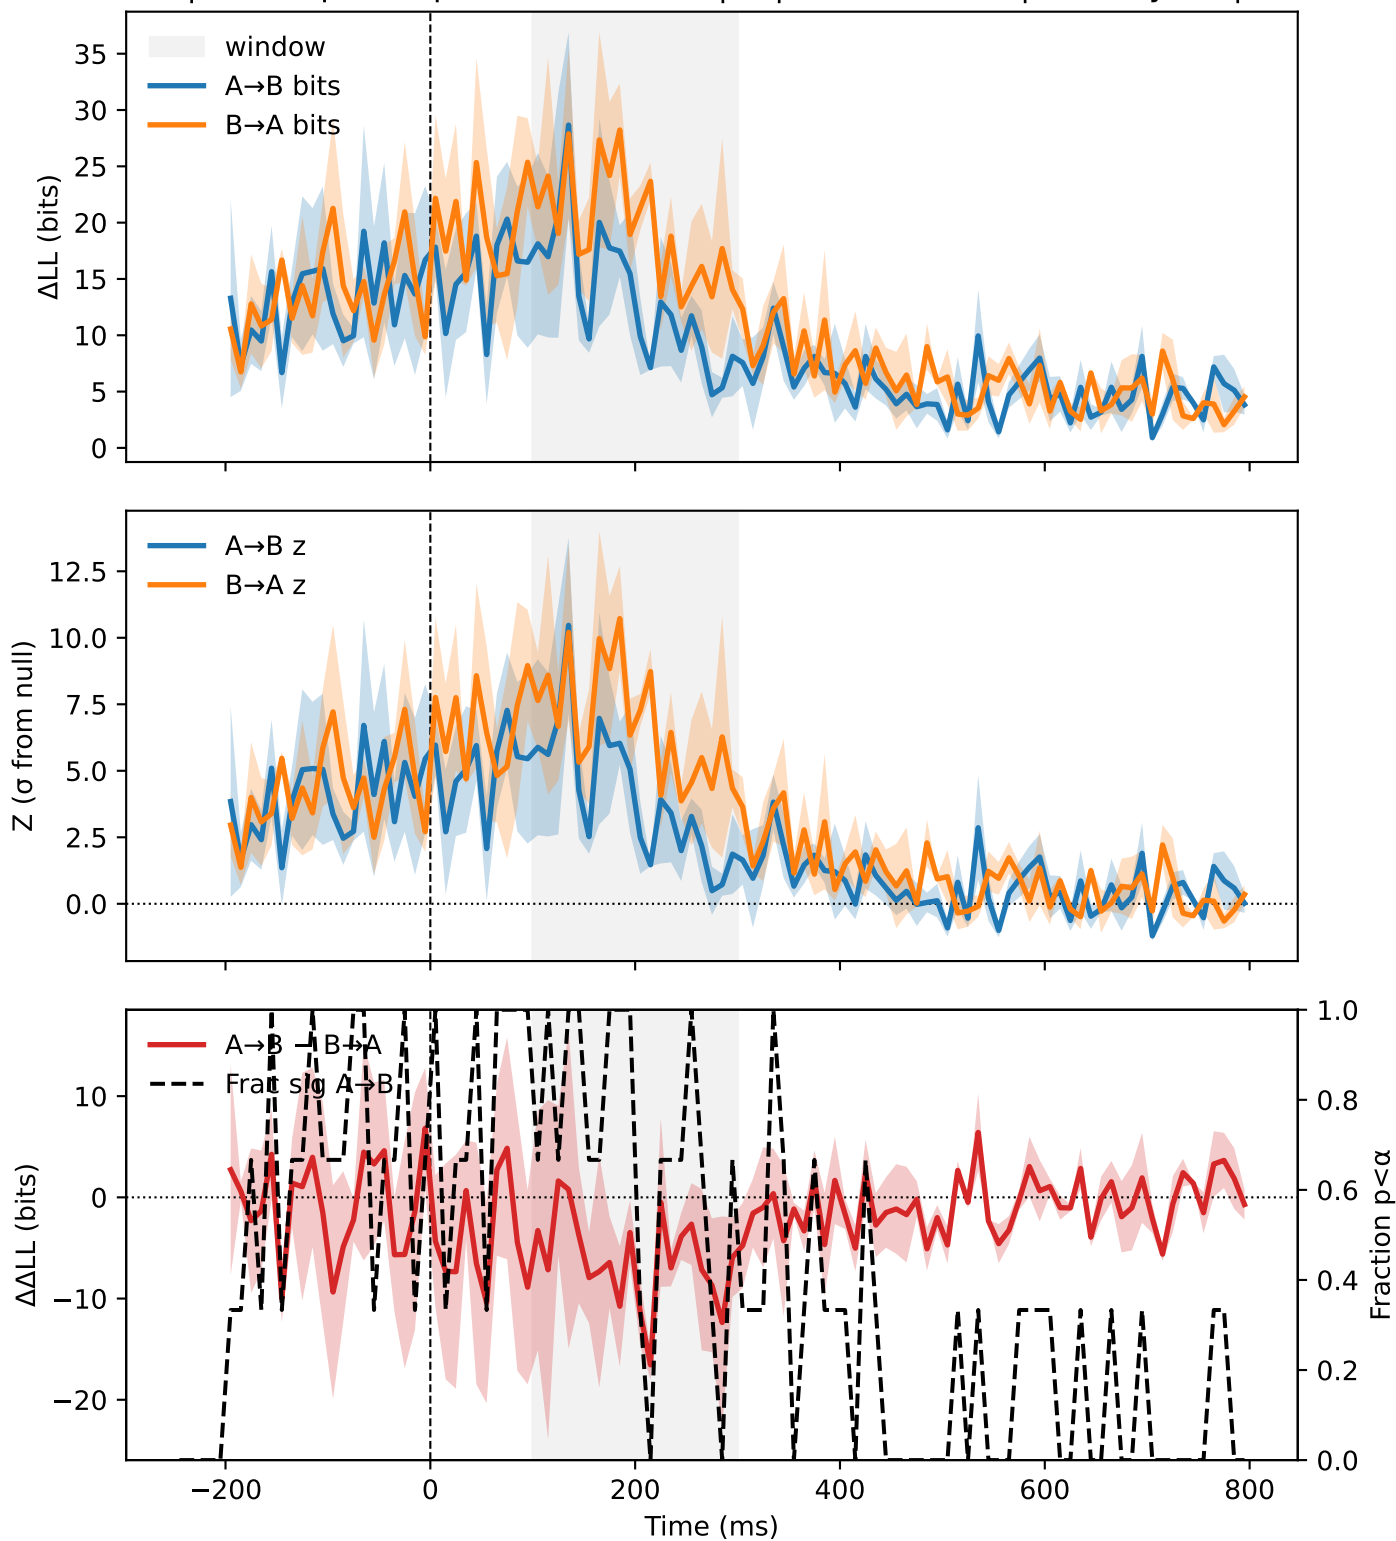 35
30
25
20
15
10
5
0
ΔLL (bits)
window
A→B bits
B→A bits
12.5
10.0
7.5
5.0
2.5
0.0
Z (σ from null)
A→B z
B→A z
10
0
−10
−20
ΔΔLL (bits)
A→B − B→A
Frac sig A→B
1.0
0.8
0.6
0.4
0.2
0.0
Fraction p<α
−200 0 200 400 600 800
Time (ms)